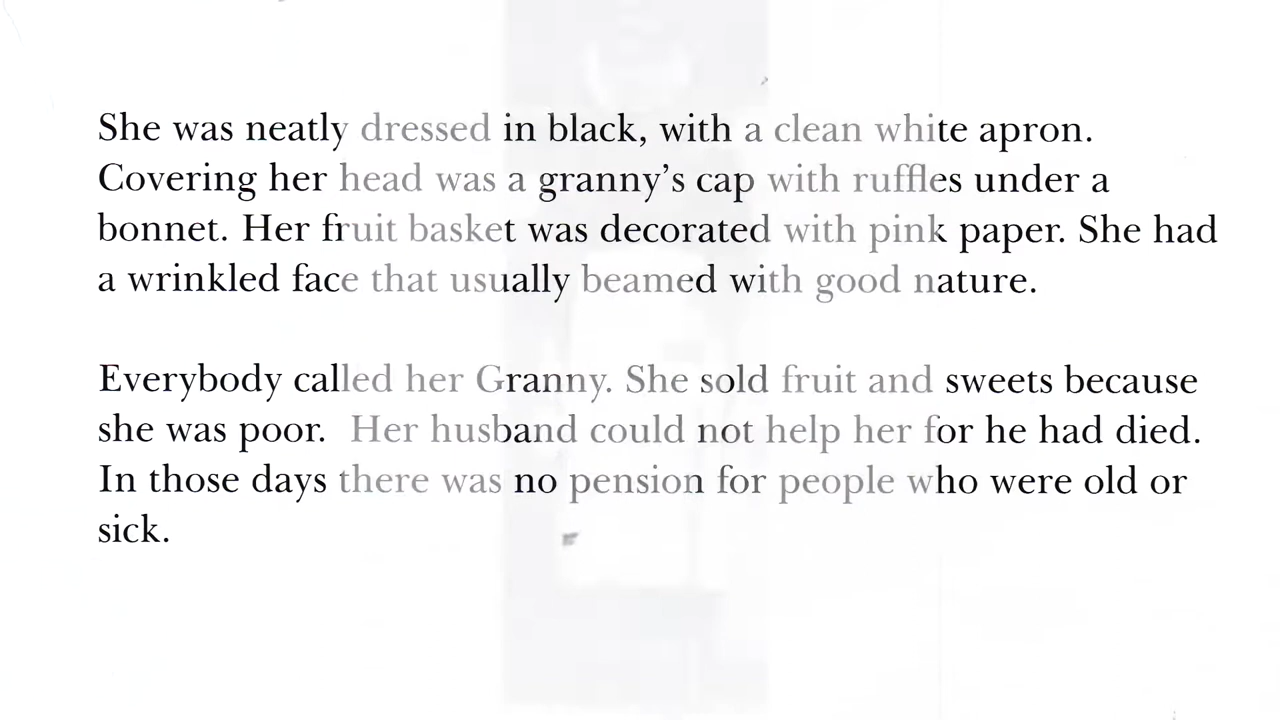 She was neatly dressed in black, with a clean white apron.
Covering her head was a granny’s cap with ruffles under a
bonnet. Her fruit basket was decorated with pink paper. She had
a wrinkled face that usually beamed with good nature.
Everybody called her Granny. She sold fruit and sweets because
she was poor.  Her husband could not help her for he had died.
In those days there was no pension for people who were old or
sick.